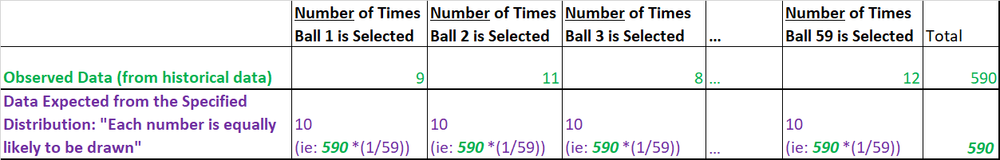 Number of Times Ball 1 is Selected
Number of Times Ball 2 is Selected
Number of Times Ball 3 is Selected
...
Number of Times Ball 59 is Selected
Total
Observed Data (from historical data)
9
11
8
...
12
590
Data Expected from the Specified
Distribution: "Each number is equally
likely to be drawn"
10
(ie: 590 *(1/59))
10
(ie: 590 *(1/59))
10
(ie: 590 *(1/59))
...
10
(ie: 590 *(1/59))
590